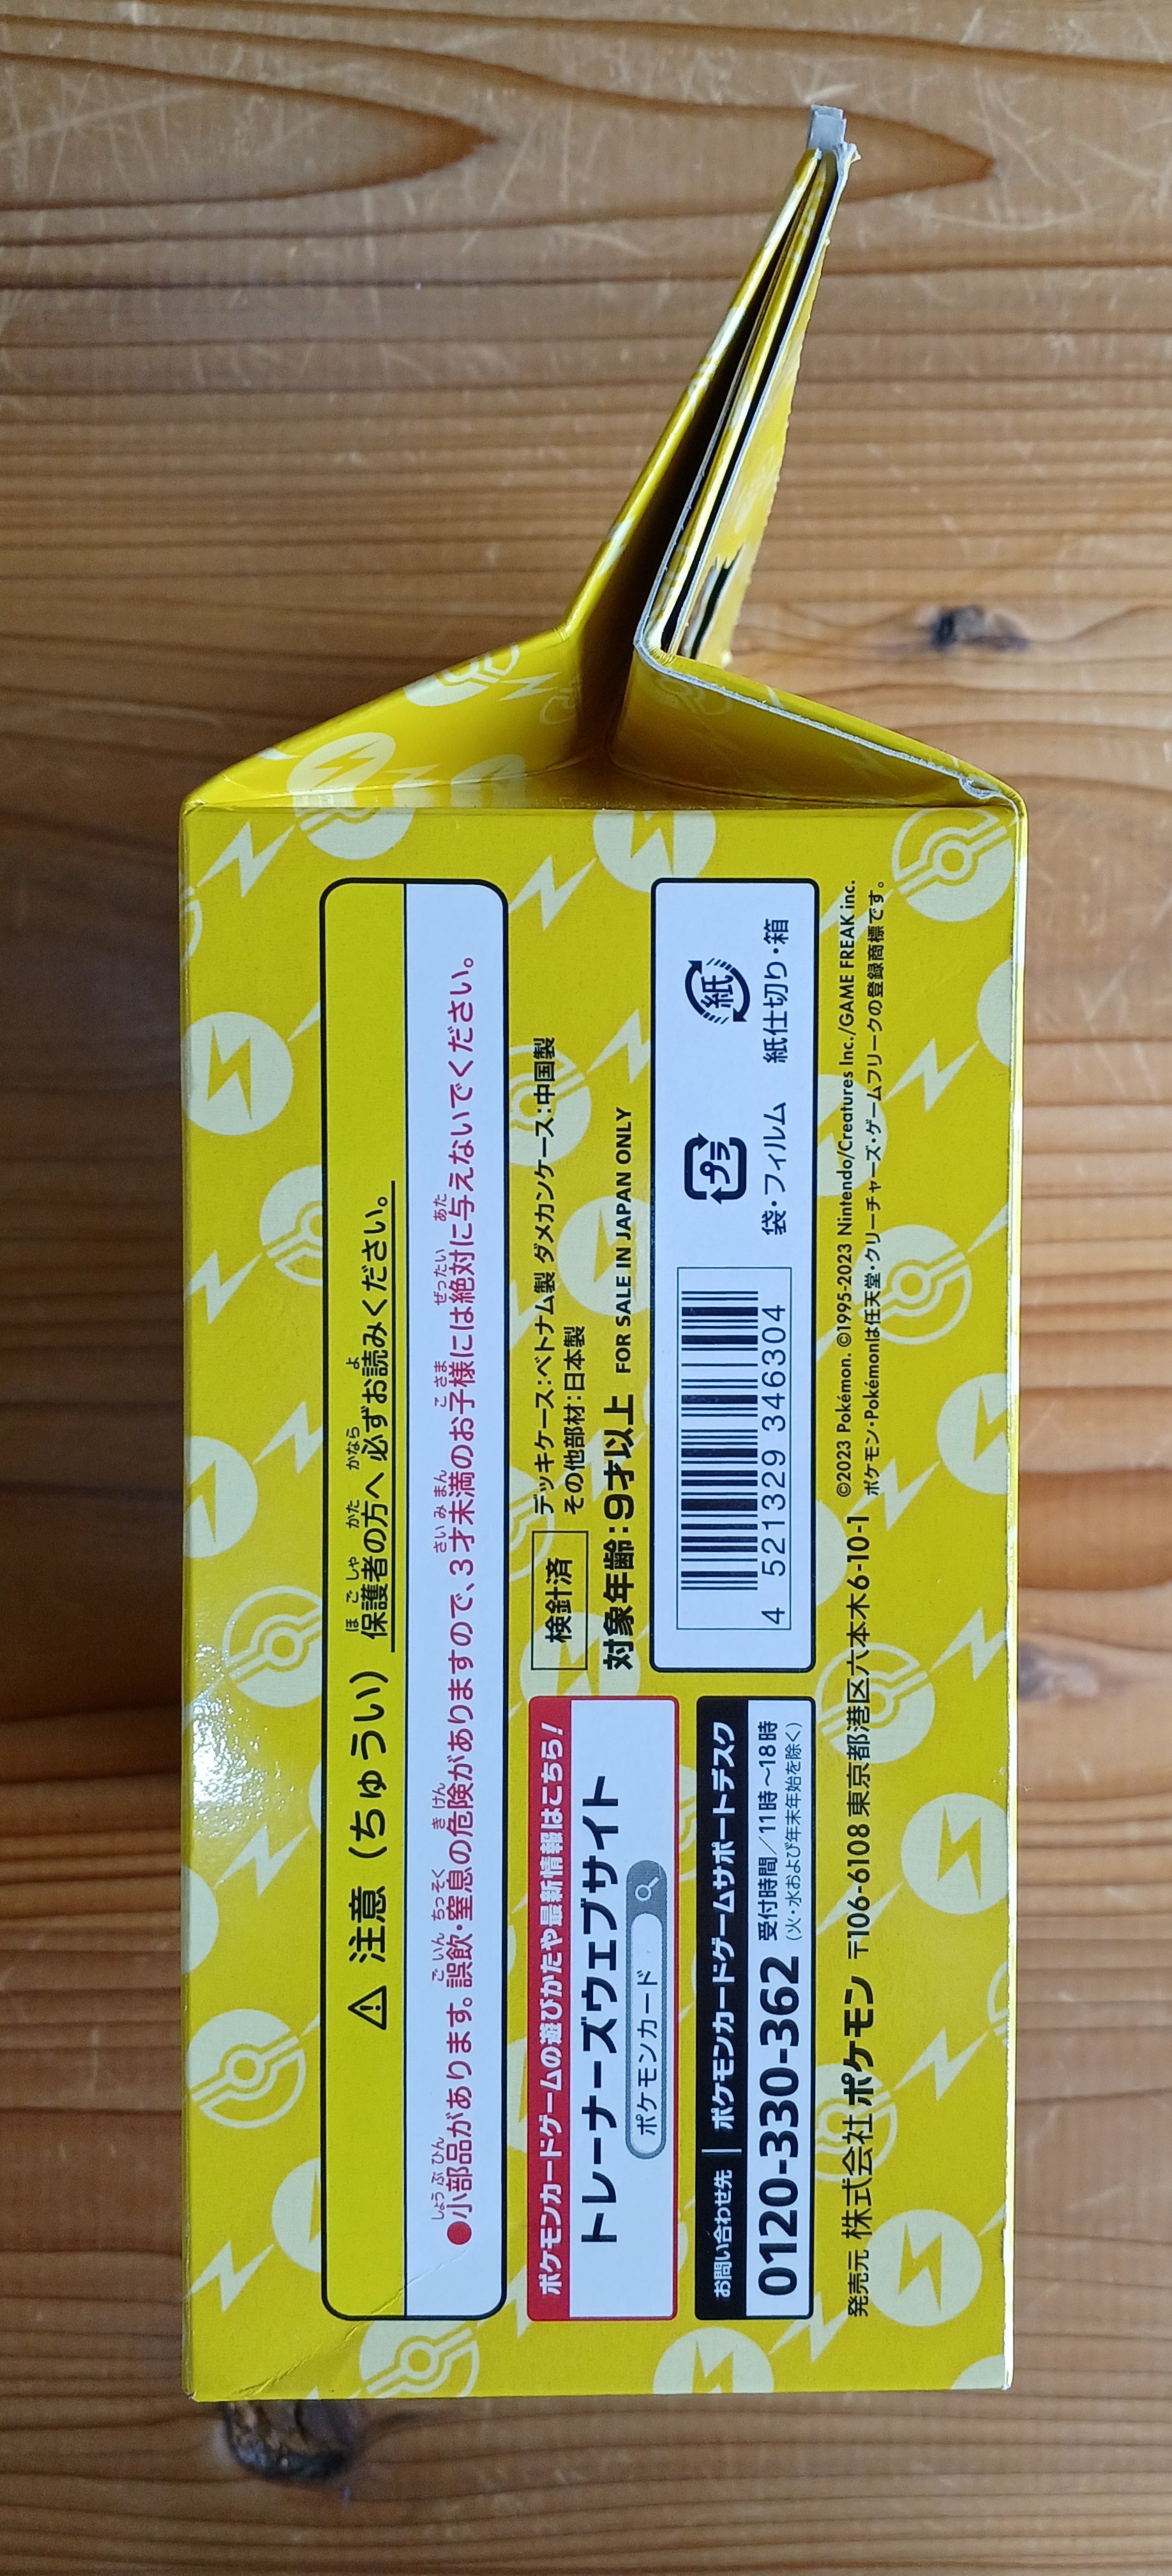 ⚠ 注意（ちゅうい） 保護者の方へ 必ずお読みください。
●小部品があります。誤飲・窒息の危険がありますので、3才未満のお子様には絶対に与えないでください。
ポケモンカードゲームの遊びかたや最新情報はこちら!
トレーナーズウェブサイト
ポケモンカード
検針済
デッキケース:ベトナム製 ダメカンケース:中国製
その他部材:日本製
対象年齢:9才以上 FOR SALE IN JAPAN ONLY
お問い合わせ先 | ポケモンカードゲームサポートデスク
0120-330-362 受付時間/11時〜18時
(火・水および年末年始を除く)
4 521329 346304
プラ
袋・フィルム
紙
紙仕切り・箱
発売元 株式会社ポケモン 〒106-6108 東京都港区六本木6-10-1
©2023 Pokémon. ©1995-2023 Nintendo/Creatures Inc./GAME FREAK inc.
ポケモン・Pokémonは任天堂・クリーチャーズ・ゲームフリークの登録商標です。